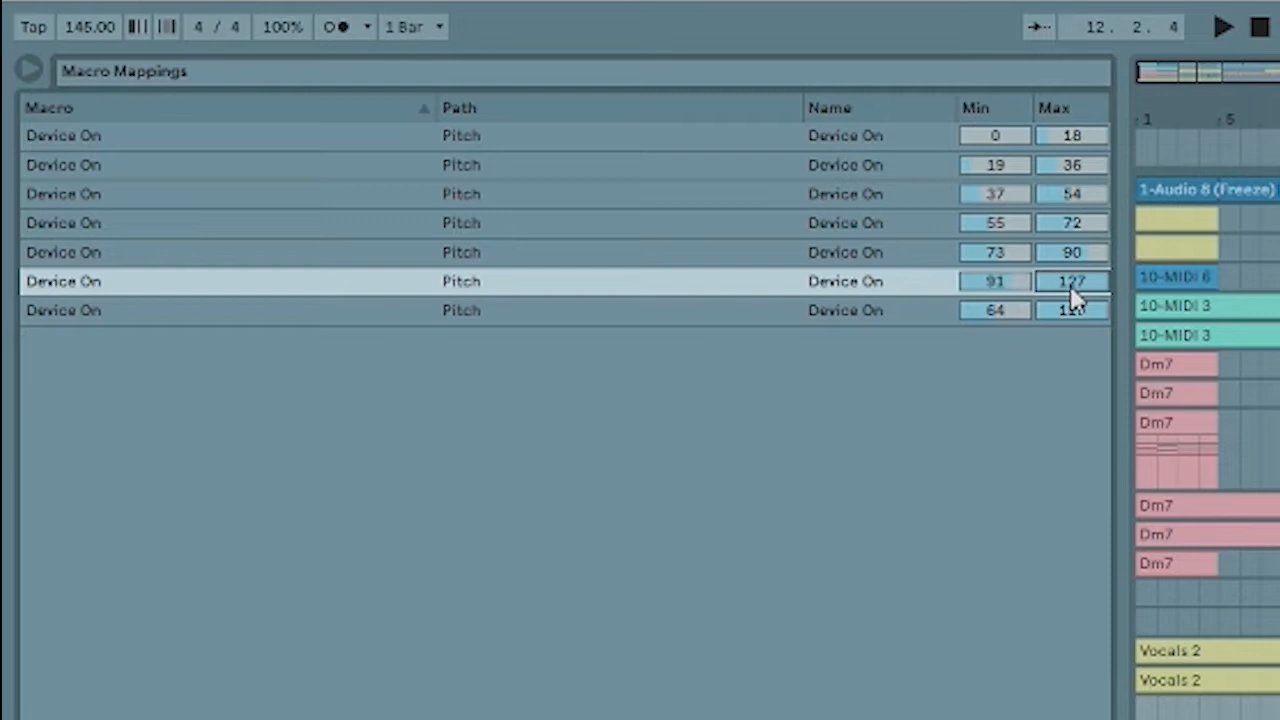 Tap 145.00 4 / 4 100% 1 Bar 12. 2. 4
Macro Mappings
Macro Path Name Min Max
Device On Pitch Device On 0 18
Device On Pitch Device On 19 36
Device On Pitch Device On 37 54
Device On Pitch Device On 55 72
Device On Pitch Device On 73 90
Device On Pitch Device On 91 127
Device On Pitch Device On 64
1 5
1-Audio 8 (Freeze)
10-MIDI 6
10-MIDI 3
10-MIDI 3
Dm7
Dm7
Dm7
Dm7
Dm7
Dm7
Vocals 2
Vocals 2